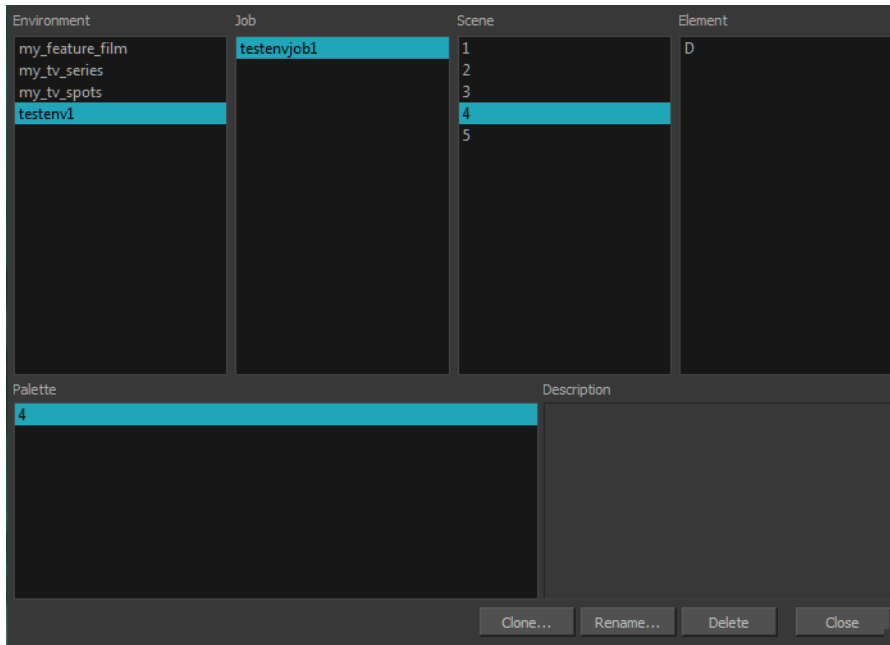 Environment
Job
Scene
Element
my_feature_film
my_tv_series
my_tv_spots
testenv1
testenvjob1
1
2
3
4
5
D
Palette
Description
4
Clone...
Rename...
Delete
Close